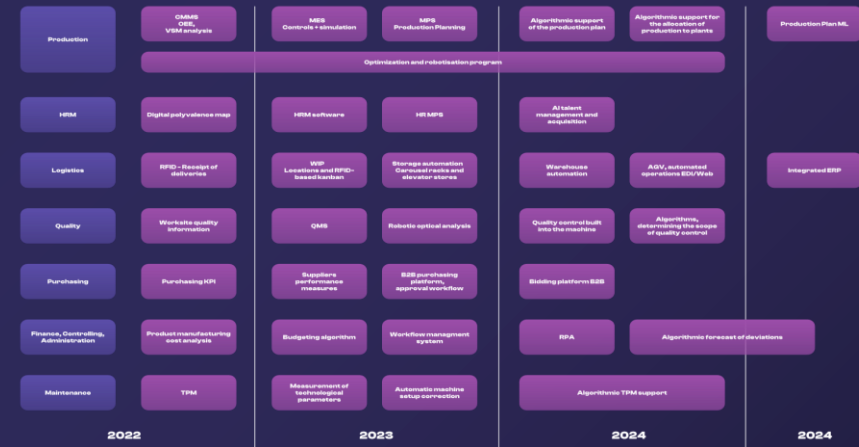 Production
CMMS
OEE,
VSM analysis
MES
Controls + simulation
MPS
Production Planning
Algorithmic support
of the production plan
Algorithmic support for
the allocation of
production to plants
Production Plan ML
Optimization and robotisation program
HRM
Digital polyvalence map
HRM software
HR MPS
AI talent
management and
acquisition
Logistics
RFID - Receipt of
deliveries
WIP
Locations and RFID-
based kanban
Storage automation
Carousel racks and
elevator stores
Warehouse
automation
AGV, automated
operations EDI/Web
Integrated ERP
Quality
Worksite quality
information
QMS
Robotic optical analysis
Quality control built
into the machine
Algorithms,
determining the scope
of quality control
Purchasing
Purchasing KPI
Suppliers
performance
measures
B2B purchasing
platform,
approval workflow
Bidding platform B2B
Finance, Controlling,
Administration
Product manufacturing
cost analysis
Budgeting algorithm
Workflow managment
system
RPA
Algorithmic forecast of deviations
Maintenance
TPM
Measurement of
technological
parameters
Automatic machine
setup correction
Algorithmic TPM support
2022
2023
2024
2024